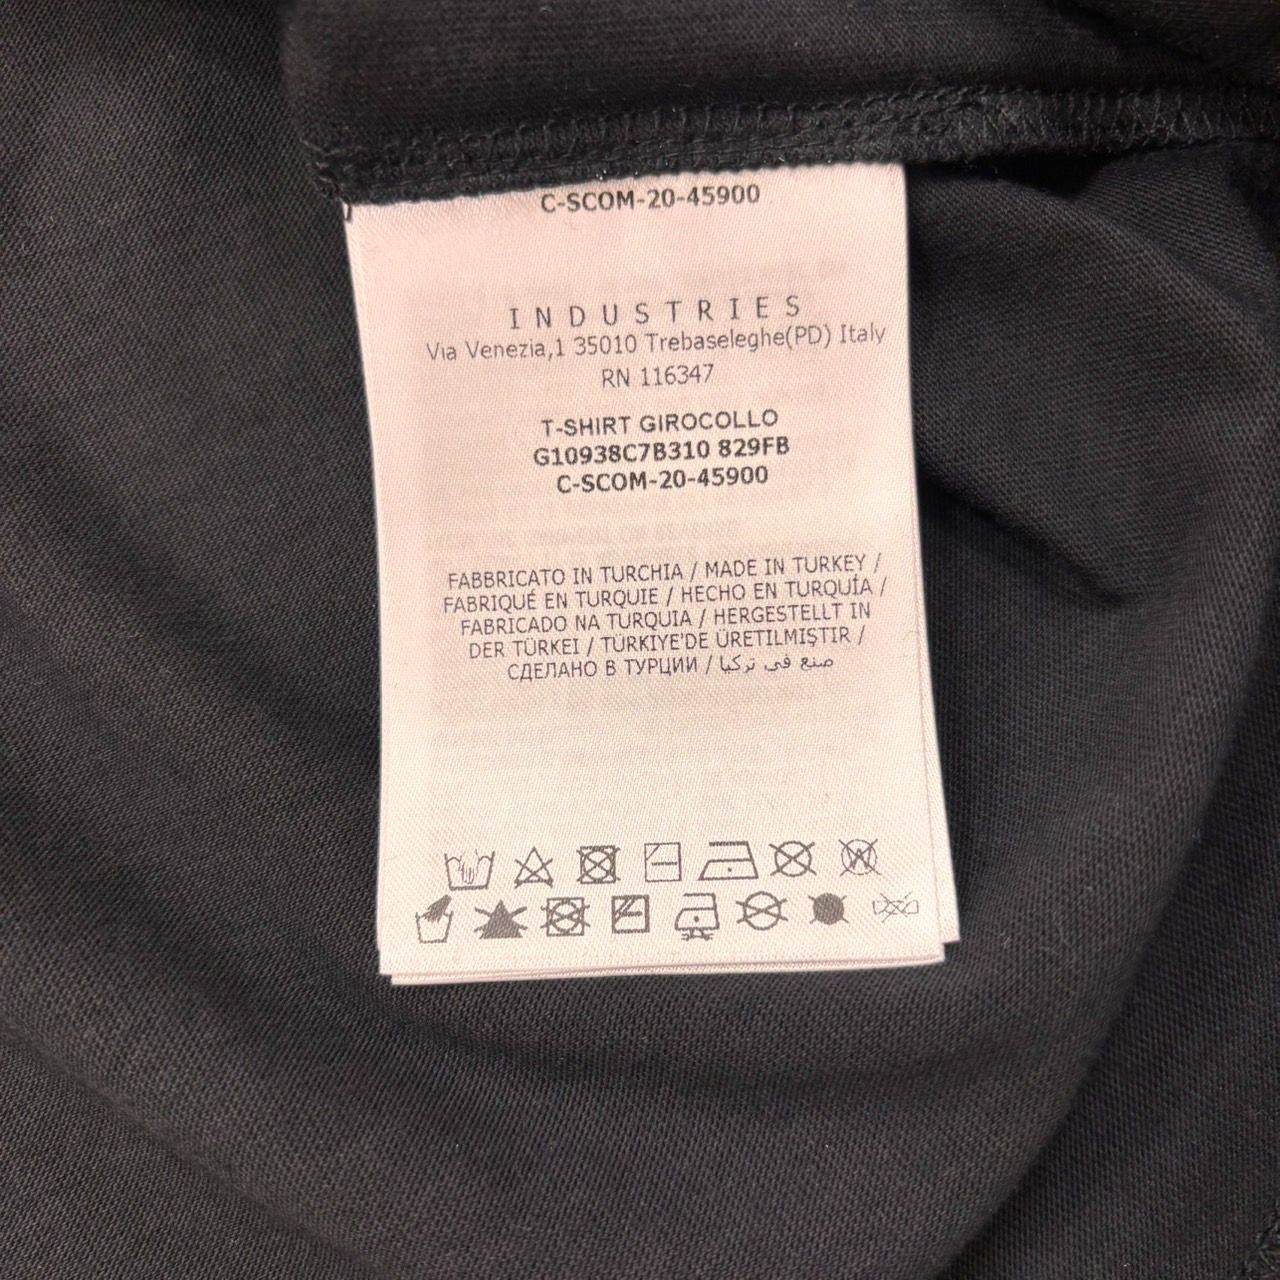 C-SCOM-20-45900
INDUSTRIES
Via Venezia,1 35010 Trebaseleghe(PD) Italy
RN 116347
T-SHIRT GIROCOLLO
G10938C7B310 829FB
C-SCOM-20-45900
FABBRICATO IN TURCHIA / MADE IN TURKEY /
FABRIQUÉ EN TURQUIE / HECHO EN TURQUÍA /
FABRICADO NA TURQUIA / HERGESTELLT IN
DER TÜRKEI / TÜRKIYE'DE ÜRETILMIŞTIR /
СДЕЛАНО В ТУРЦИИ / صنع في تركيا